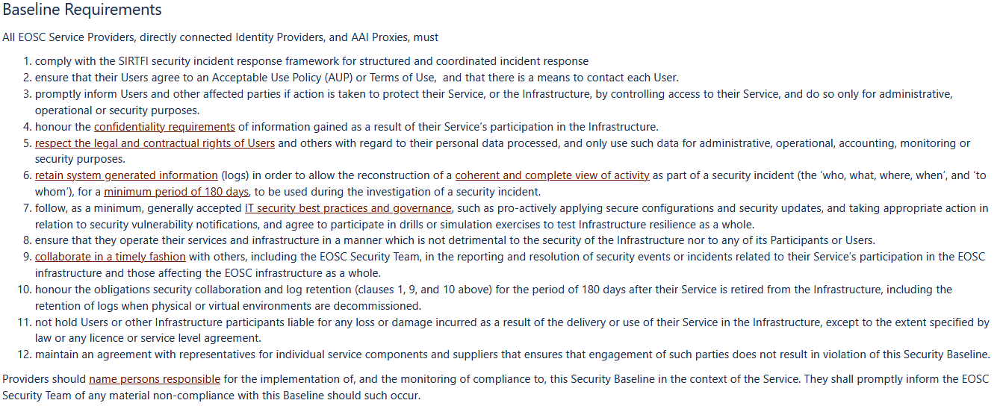 Baseline Requirements
All EOSC Service Providers, directly connected Identity Providers, and AAI Proxies, must
1. comply with the SIRTFI security incident response framework for structured and coordinated incident response
2. ensure that their Users agree to an Acceptable Use Policy (AUP) or Terms of Use,  and that there is a means to contact each User.
3. promptly inform Users and other affected parties if action is taken to protect their Service, or the Infrastructure, by controlling access to their Service, and do so only for administrative,
operational or security purposes.
4. honour the confidentiality requirements of information gained as a result of their Service's participation in the Infrastructure.
5. respect the legal and contractual rights of Users and others with regard to their personal data processed, and only use such data for administrative, operational, accounting, monitoring or
security purposes.
6. retain system generated information (logs) in order to allow the reconstruction of a coherent and complete view of activity as part of a security incident (the ‘who, what, where, when’, and ‘to
whom’), for a minimum period of 180 days, to be used during the investigation of a security incident.
7. follow, as a minimum, generally accepted IT security best practices and governance, such as pro-actively applying secure configurations and security updates, and taking appropriate action in
relation to security vulnerability notifications, and agree to participate in drills or simulation exercises to test Infrastructure resilience as a whole.
8. ensure that they operate their services and infrastructure in a manner which is not detrimental to the security of the Infrastructure nor to any of its Participants or Users.
9. collaborate in a timely fashion with others, including the EOSC Security Team, in the reporting and resolution of security events or incidents related to their Service's participation in the EOSC
infrastructure and those affecting the EOSC infrastructure as a whole.
10. honour the obligations security collaboration and log retention (clauses 1, 9, and 10 above) for the period of 180 days after their Service is retired from the Infrastructure, including the
retention of logs when physical or virtual environments are decommissioned.
11. not hold Users or other Infrastructure participants liable for any loss or damage incurred as a result of the delivery or use of their Service in the Infrastructure, except to the extent specified by
law or any licence or service level agreement.
12. maintain an agreement with representatives for individual service components and suppliers that ensures that engagement of such parties does not result in violation of this Security Baseline.
Providers should name persons responsible for the implementation of, and the monitoring of compliance to, this Security Baseline in the context of the Service. They shall promptly inform the EOSC
Security Team of any material non-compliance with this Baseline should such occur.